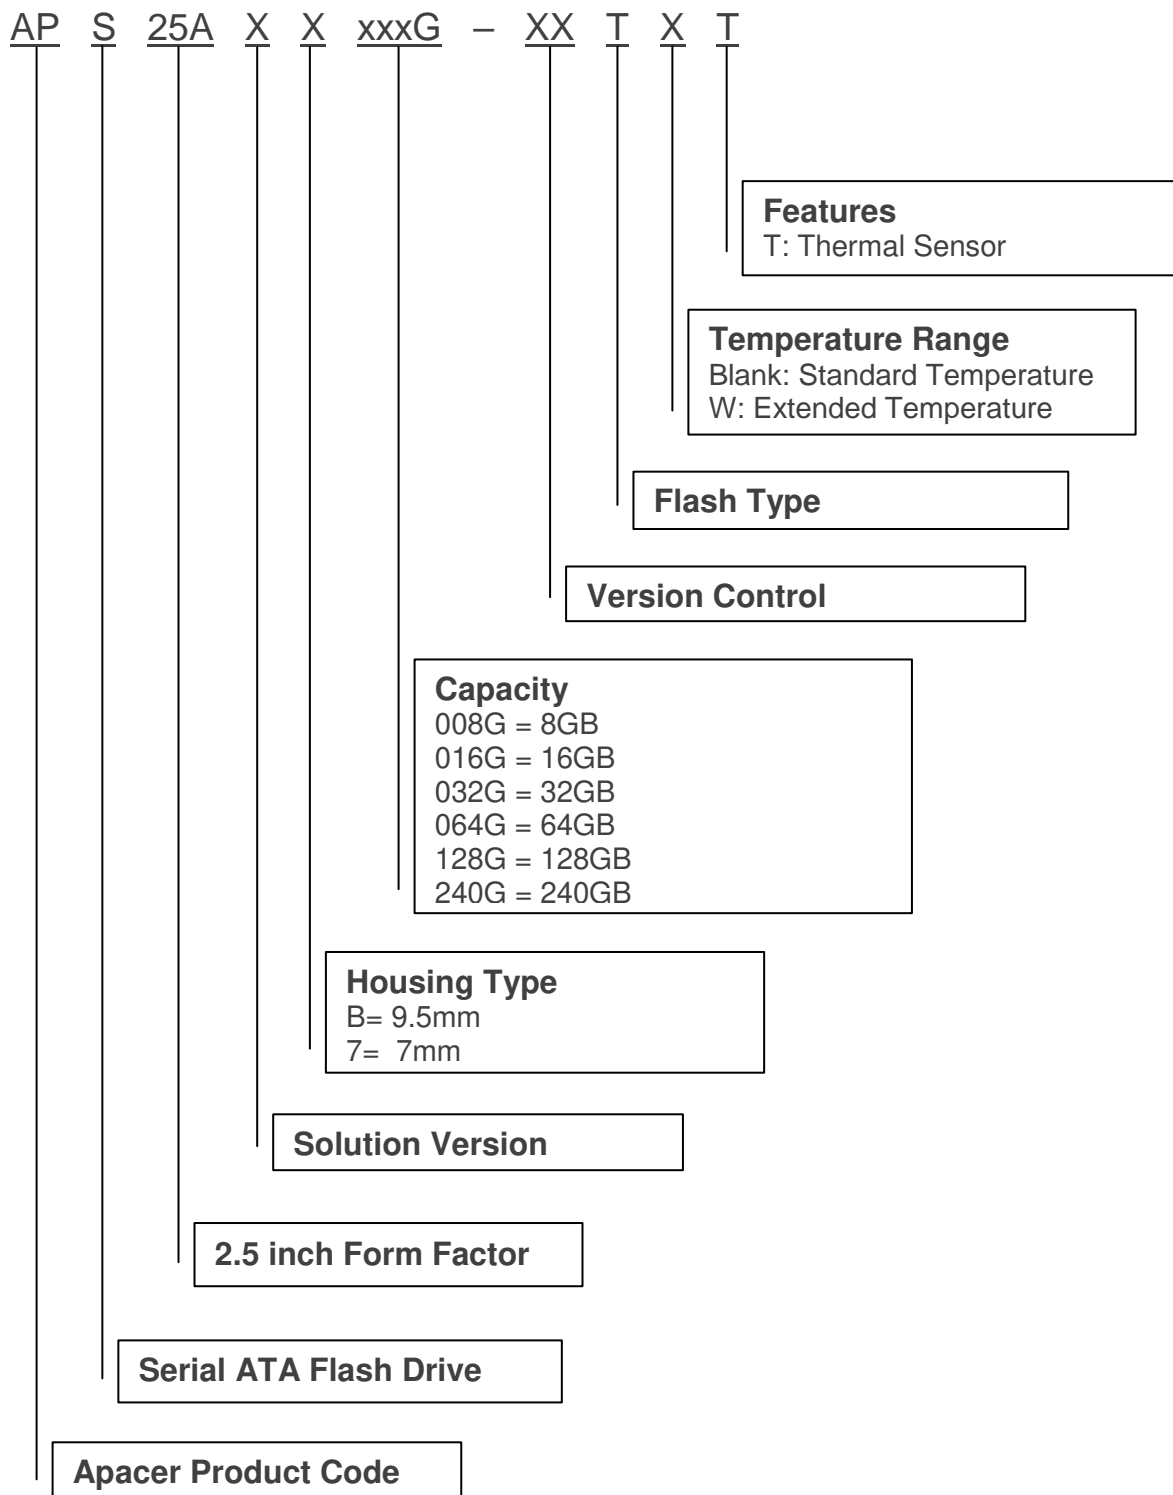 AP S 25A X X xxxG – XX T X T
Features
T: Thermal Sensor
Temperature Range
Blank: Standard Temperature
W: Extended Temperature
Flash Type
Version Control
Capacity
008G = 8GB
016G = 16GB
032G = 32GB
064G = 64GB
128G = 128GB
240G = 240GB
Housing Type
B= 9.5mm
7= 7mm
Solution Version
2.5 inch Form Factor
Serial ATA Flash Drive
Apacer Product Code